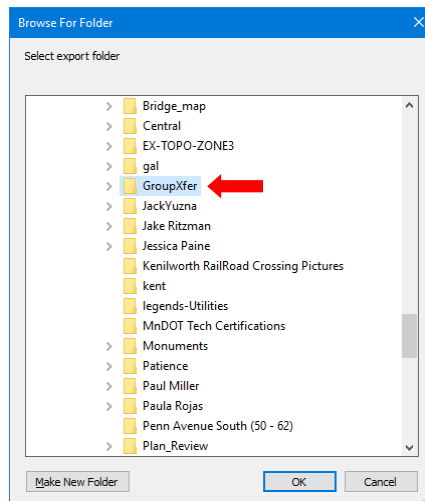 Browse For Folder
Select export folder
Bridge_map
Central
EX-TOPO-ZONE3
gal
GroupXfer
JackYuzna
Jake Ritzman
Jessica Paine
Kenilworth RailRoad Crossing Pictures
kent
legends-Utilities
MnDOT Tech Certifications
Monuments
Patience
Paul Miller
Paula Rojas
Penn Avenue South (50 - 62)
Plan_Review
Make New Folder OK Cancel